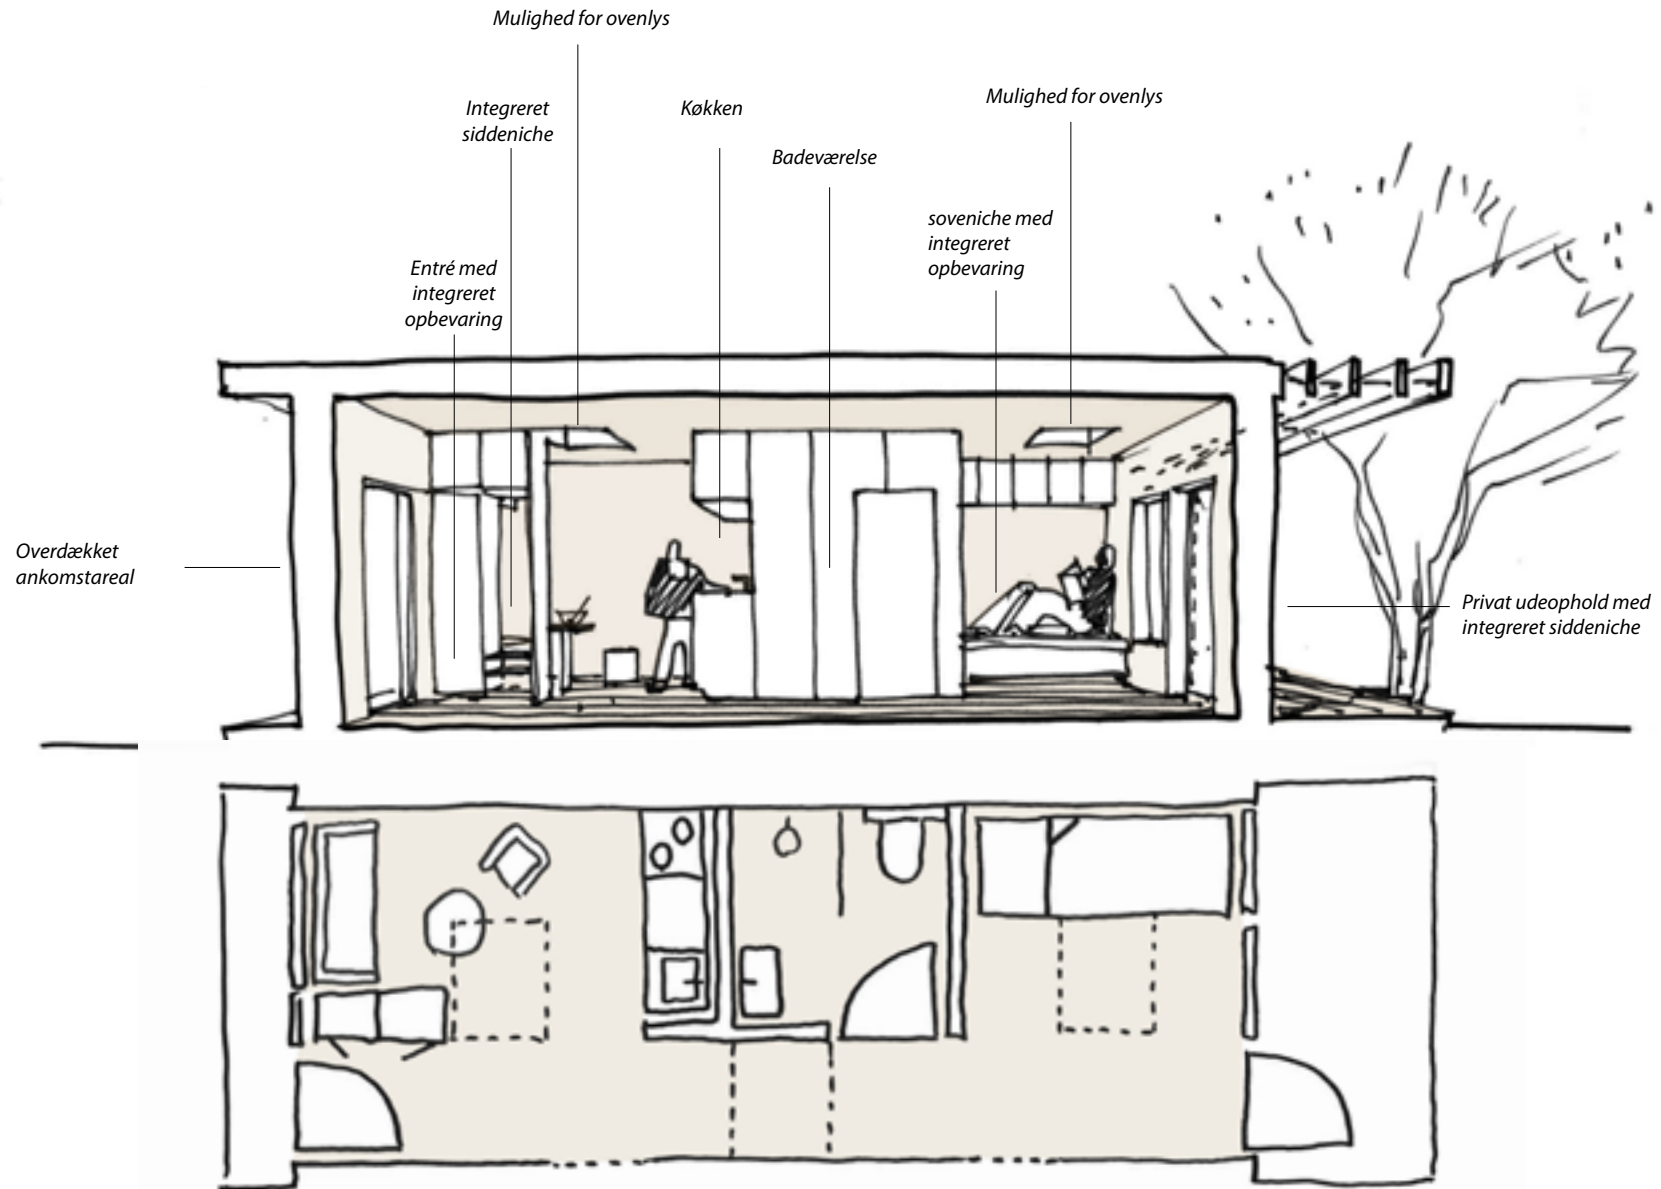 Mulighed for ovenlys
Integreret
siddeniche
Køkken
Mulighed for ovenlys
Badeværelse
soveniche med
integreret
opbevaring
Entré med
integreret
opbevaring
Overdækket
ankomstareal
Privat udeophold med
integreret siddeniche